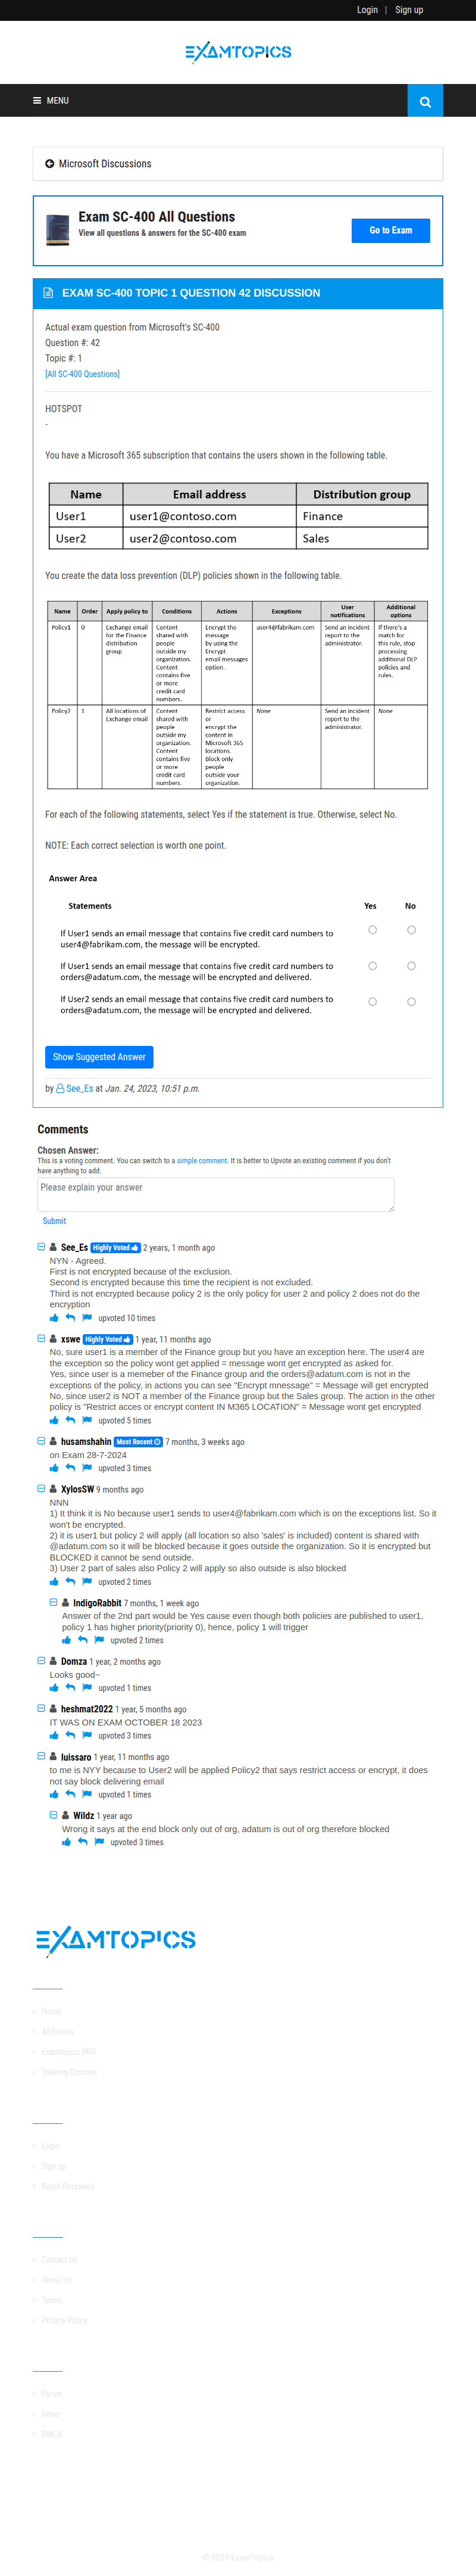 Login | Sign up
EXAMTOPICS
MENU
Microsoft Discussions
Exam SC-400 All Questions
View all questions & answers for the SC-400 exam
Go to Exam
EXAM SC-400 TOPIC 1 QUESTION 42 DISCUSSION
Actual exam question from Microsoft's SC-400
Question #: 42
Topic #: 1
[All SC-400 Questions]
HOTSPOT
-
You have a Microsoft 365 subscription that contains the users shown in the following table.
Name Email address Distribution group
User1 user1@contoso.com Finance
User2 user2@contoso.com Sales
You create the data loss prevention (DLP) policies shown in the following table.
Name Order Apply policy to Conditions Actions Exceptions User notifications Additional options
Policy1 0 Exchange email for the Finance distribution group Content shared with people outside my organization. Content contains five or more credit card numbers. Encrypt the message by using the Encrypt email messages option. user4@fabrikam.com Send an incident report to the administrator. If there's a match for this rule, stop processing additional DLP policies and rules.
Policy2 1 All locations of Exchange email Content shared with people outside my organization. Content contains five or more credit card numbers. Restrict access or encrypt the content in Microsoft 365 locations. Block only people outside your organization. None Send an incident report to the administrator. None
For each of the following statements, select Yes if the statement is true. Otherwise, select No.
NOTE: Each correct selection is worth one point.
Answer Area
Statements Yes No
If User1 sends an email message that contains five credit card numbers to
user4@fabrikam.com, the message will be encrypted.
If User1 sends an email message that contains five credit card numbers to
orders@adatum.com, the message will be encrypted and delivered.
If User2 sends an email message that contains five credit card numbers to
orders@adatum.com, the message will be encrypted and delivered.
Show Suggested Answer
by See_Es at Jan. 24, 2023, 10:51 p.m.
Comments
Chosen Answer:
This is a voting comment. You can switch to a simple comment. It is better to Upvote an existing comment if you don't
have anything to add.
Please explain your answer
Submit
See_Es Highly Voted 2 years, 1 month ago
NYN - Agreed.
First is not encrypted because of the exclusion.
Second is encrypted because this time the recipient is not excluded.
Third is not encrypted because policy 2 is the only policy for user 2 and policy 2 does not do the
encryption
upvoted 10 times
xswe Highly Voted 1 year, 11 months ago
No, sure user1 is a member of the Finance group but you have an exception here. The user4 are
the exception so the policy wont get applied = message wont get encrypted as asked for.
Yes, since user is a memeber of the Finance group and the orders@adatum.com is not in the
exceptions of the policy, in actions you can see "Encrypt mnessage" = Message will get encrypted
No, since user2 is NOT a member of the Finance group but the Sales group. The action in the other
policy is "Restrict acces or encrypt content IN M365 LOCATION" = Message wont get encrypted
upvoted 5 times
husamshahin Most Recent 7 months, 3 weeks ago
on Exam 28-7-2024
upvoted 3 times
XylosSW 9 months ago
NNN
1) It think it is No because user1 sends to user4@fabrikam.com which is on the exceptions list. So it
won't be encrypted.
2) it is user1 but policy 2 will apply (all location so also 'sales' is included) content is shared with
@adatum.com so it will be blocked because it goes outside the organization. So it is encrypted but
BLOCKED it cannot be send outside.
3) User 2 part of sales also Policy 2 will apply so also outside is also blocked
upvoted 2 times
IndigoRabbit 7 months, 1 week ago
Answer of the 2nd part would be Yes cause even though both policies are published to user1,
policy 1 has higher priority(priority 0), hence, policy 1 will trigger
upvoted 2 times
Domza 1 year, 2 months ago
Looks good~
upvoted 1 times
heshmat2022 1 year, 5 months ago
IT WAS ON EXAM OCTOBER 18 2023
upvoted 3 times
luissaro 1 year, 11 months ago
to me is NYY because to User2 will be applied Policy2 that says restrict access or encrypt, it does
not say block delivering email
upvoted 1 times
Wildz 1 year ago
Wrong it says at the end block only out of org, adatum is out of org therefore blocked
upvoted 3 times
EXAMTOPICS
Home
All Exams
Examtopics PRO
Training Courses
Login
Sign up
Reset Password
Contact Us
About Us
Terms
Privacy Policy
Forum
News
DMCA
© 2024 ExamTopics